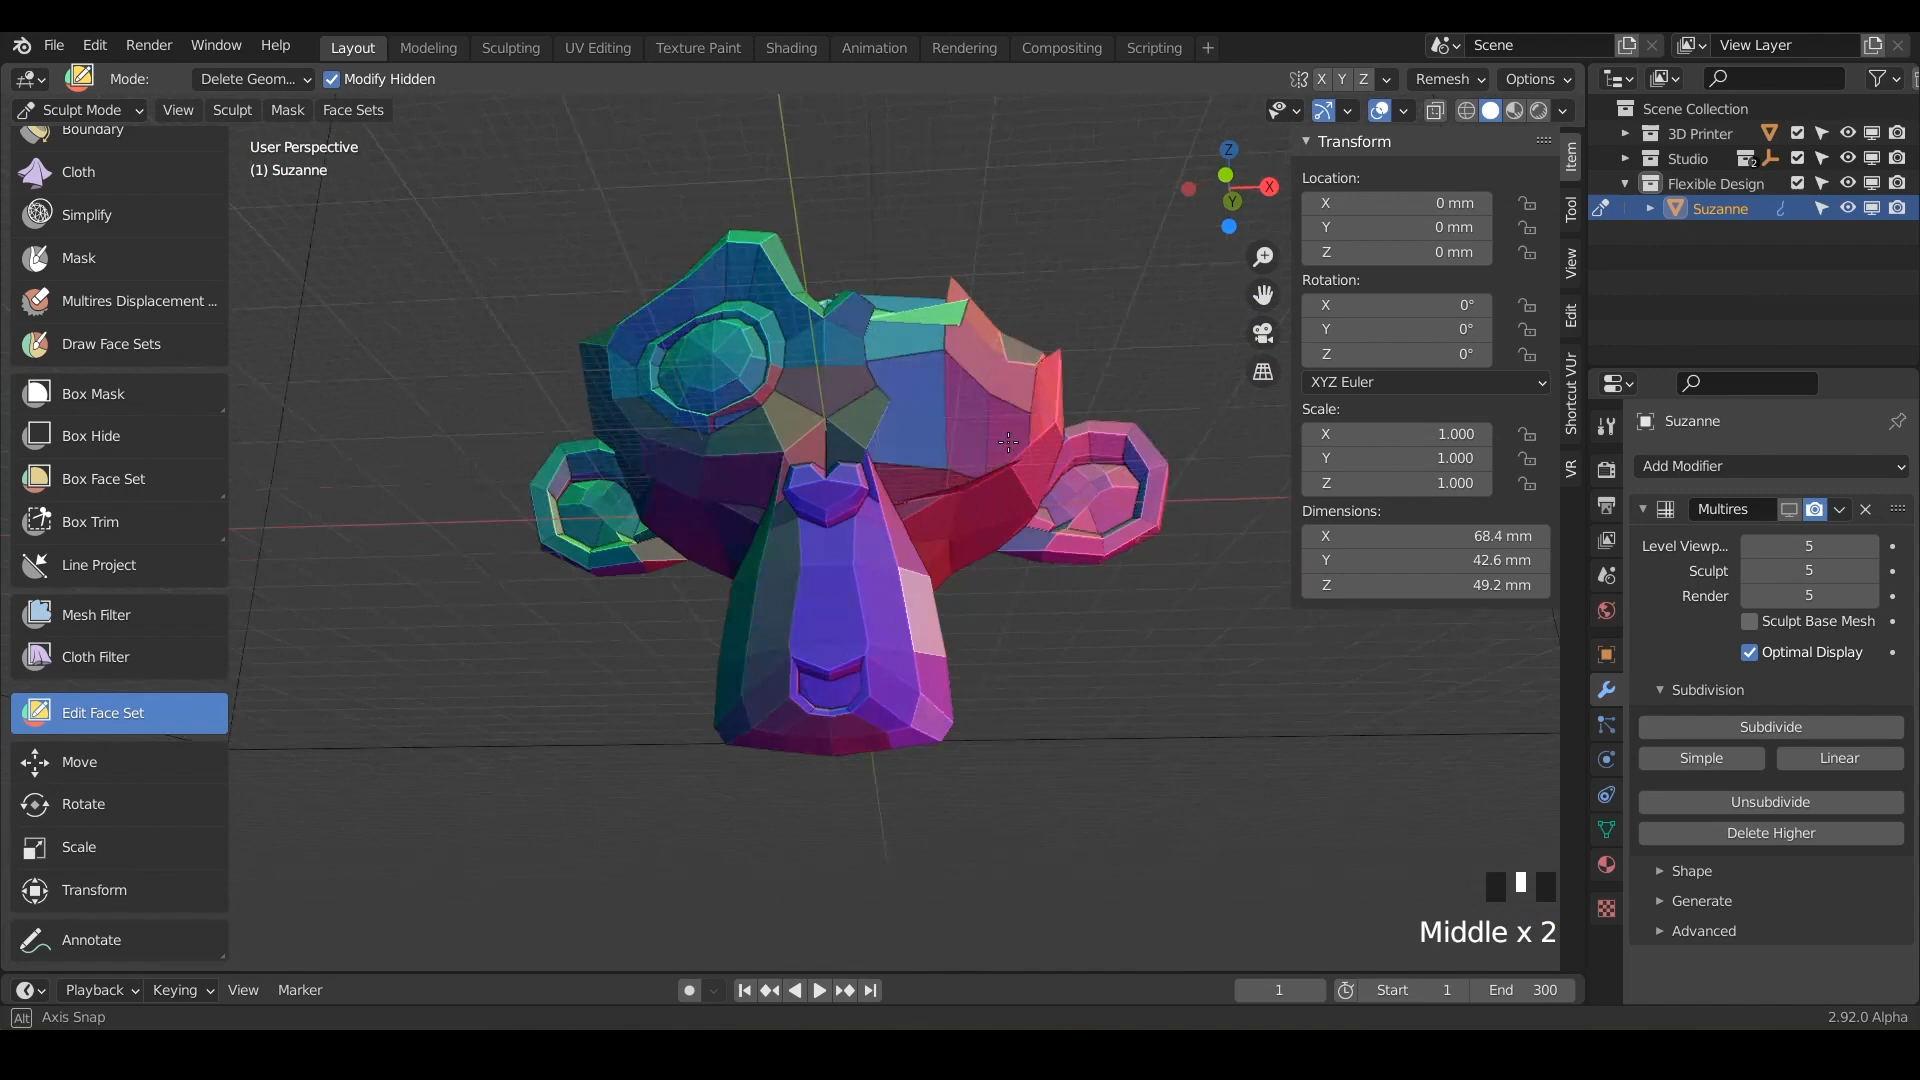 File Edit Render Window Help Layout Modeling Sculpting UV Editing Texture Paint Shading Animation Rendering Compositing Scripting + Scene View Layer
Mode: Delete Geom... Modify Hidden X Y Z Remesh Options
Sculpt Mode View Sculpt Mask Face Sets
Boundary
Cloth
Simplify
Mask
Multires Displacement ...
Draw Face Sets
Box Mask
Box Hide
Box Face Set
Box Trim
Line Project
Mesh Filter
Cloth Filter
Edit Face Set
Move
Rotate
Scale
Transform
Annotate
User Perspective
(1) Suzanne
Z
X
Y
Transform
Location:
X 0 mm
Y 0 mm
Z 0 mm
Rotation:
X 0°
Y 0°
Z 0°
XYZ Euler
Scale:
X 1.000
Y 1.000
Z 1.000
Dimensions:
X 68.4 mm
Y 42.6 mm
Z 49.2 mm
Item
Tool
View
Edit
Shortcut VUr
VR
Middle x 2
Scene Collection
3D Printer
Studio 2
Flexible Design
Suzanne
Suzanne
Add Modifier
Multires
Level Viewp... 5
Sculpt 5
Render 5
Sculpt Base Mesh
Optimal Display
Subdivision
Subdivide
Simple Linear
Unsubdivide
Delete Higher
Shape
Generate
Advanced
Playback Keying View Marker 1 Start 1 End 300
Alt Axis Snap 2.92.0 Alpha